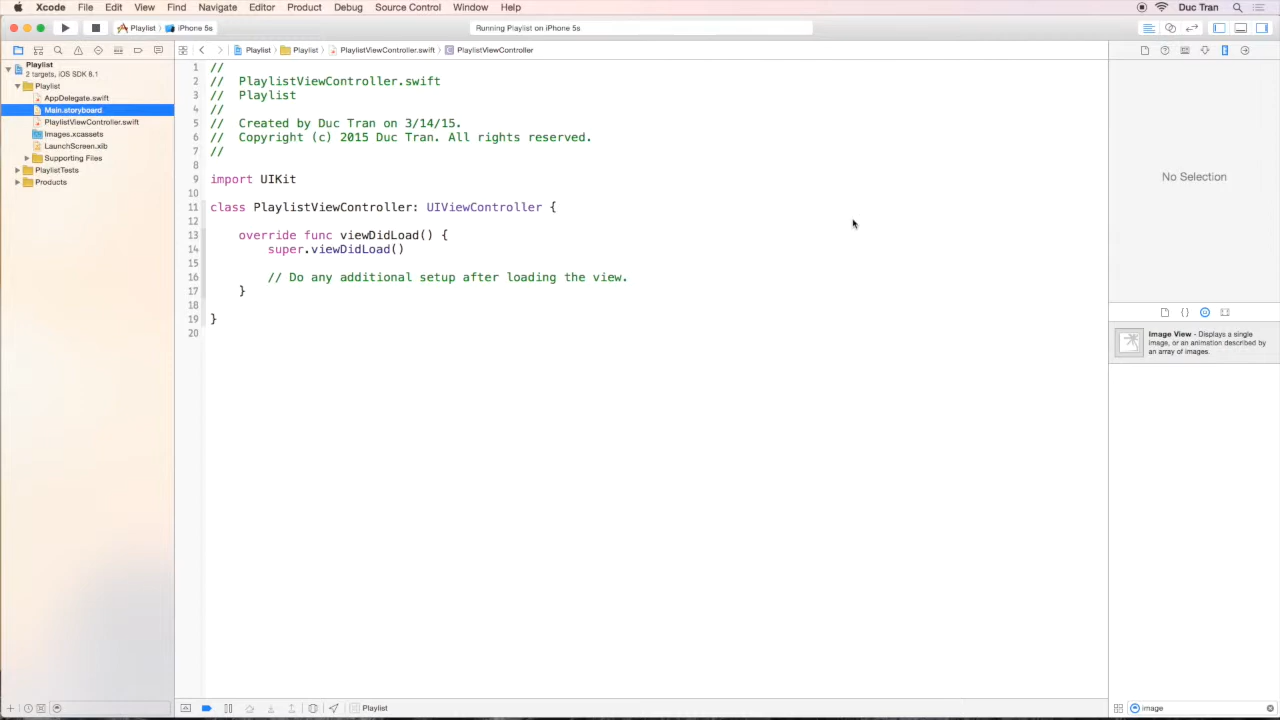 Xcode File Edit View Find Navigate Editor Product Debug Source Control Window Help Duc Tran
Playlist iPhone 5s Running Playlist on iPhone 5s
Playlist Playlist PlaylistViewController.swift PlaylistViewController
Playlist
2 targets, iOS SDK 8.1
Playlist
AppDelegate.swift
Main.storyboard
PlaylistViewController.swift
Images.xcassets
LaunchScreen.xib
Supporting Files
PlaylistTests
Products
1 //
2 // PlaylistViewController.swift
3 // Playlist
4 //
5 // Created by Duc Tran on 3/14/15.
6 // Copyright (c) 2015 Duc Tran. All rights reserved.
7 //
8
9 import UIKit
10
11 class PlaylistViewController: UIViewController {
12
13 override func viewDidLoad() {
14 super.viewDidLoad()
15
16 // Do any additional setup after loading the view.
17 }
18
19 }
20
No Selection
{}
Image View - Displays a single
image, or an animation described by
an array of images.
Playlist
image